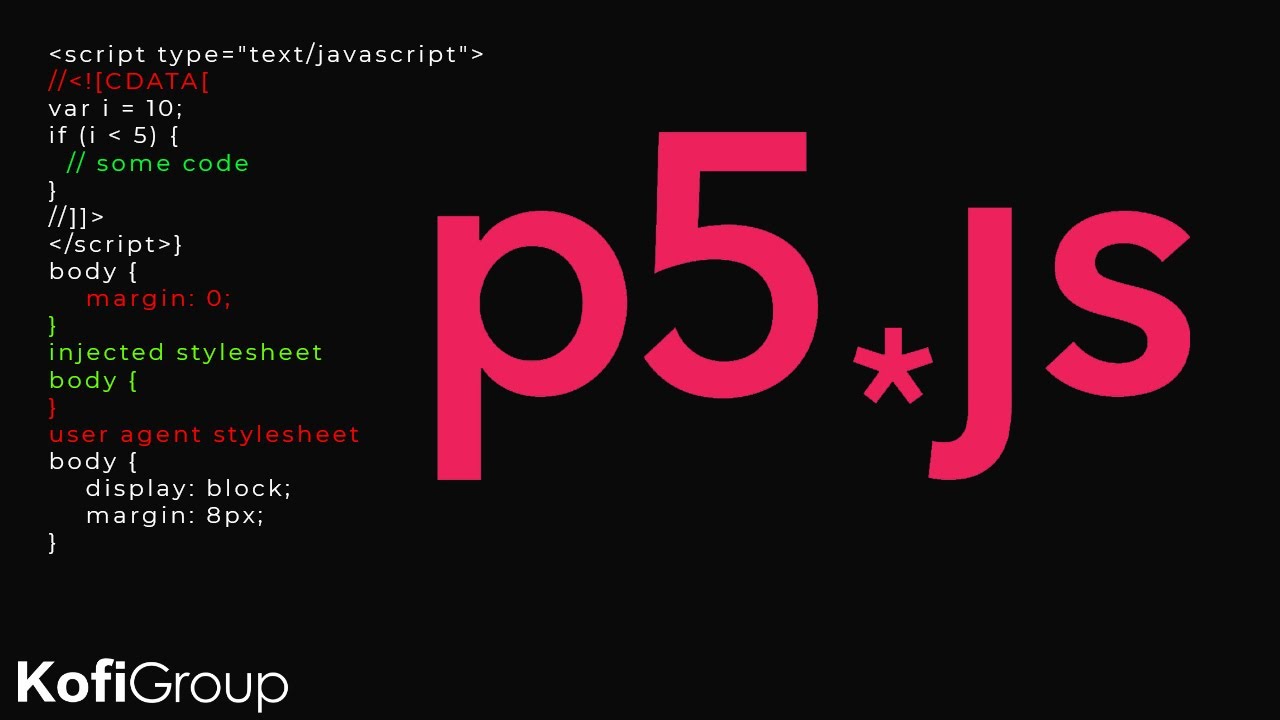 <script type="text/javascript">
//<![CDATA[
var i = 10;
if (i < 5) {
  // some code
}
//]]>
</script>}
body {
    margin: 0;
}
injected stylesheet
body {
}
user agent stylesheet
body {
    display: block;
    margin: 8px;
}
p5*js
KofiGroup